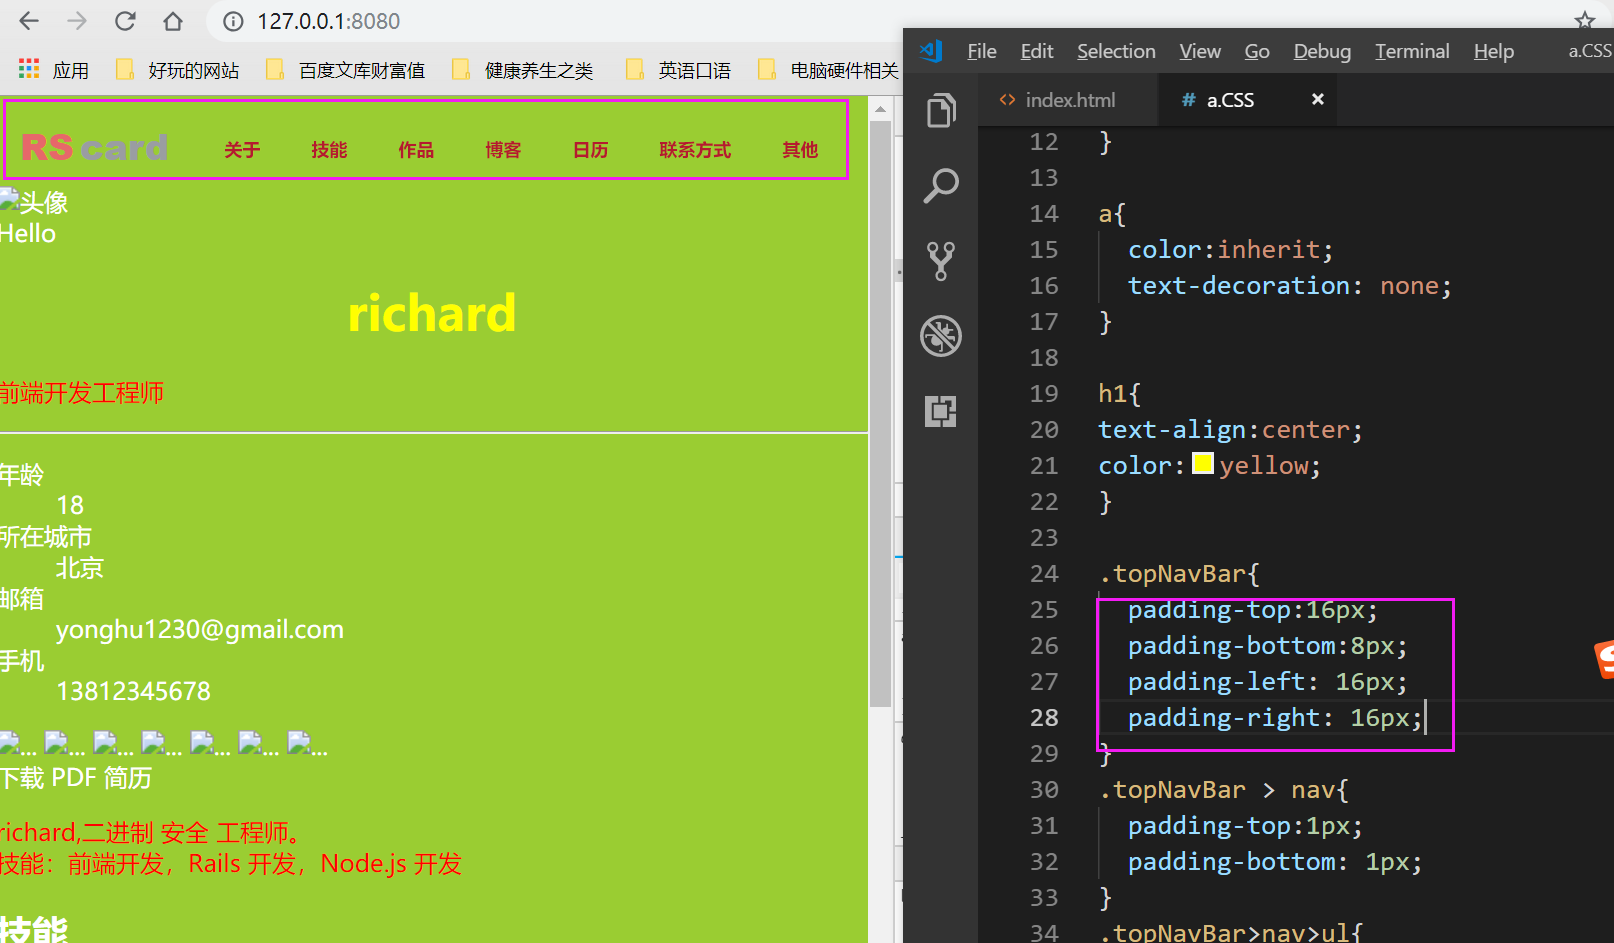 127.0.0.1:8080
应用 好玩的网站 百度文库财富值 健康养生之类 英语口语 电脑硬件相关
RS card 关于 技能 作品 博客 日历 联系方式 其他
头像
Hello
richard
前端开发工程师
年龄
18
所在城市
北京
邮箱
yonghu1230@gmail.com
手机
13812345678
... ... ... ... ... ... ...
下载 PDF 简历
richard,二进制 安全 工程师。
技能：前端开发，Rails 开发，Node.js 开发
技能
File Edit Selection View Go Debug Terminal Help a.CSS
<> index.html # a.CSS ×
12 }
13
14 a{
15 color:inherit;
16 text-decoration: none;
17 }
18
19 h1{
20 text-align:center;
21 color:yellow;
22 }
23
24 .topNavBar{
25 padding-top:16px;
26 padding-bottom:8px;
27 padding-left: 16px;
28 padding-right: 16px;
29 }
30 .topNavBar > nav{
31 padding-top:1px;
32 padding-bottom: 1px;
33 }
34 .topNavBar>nav>ul{